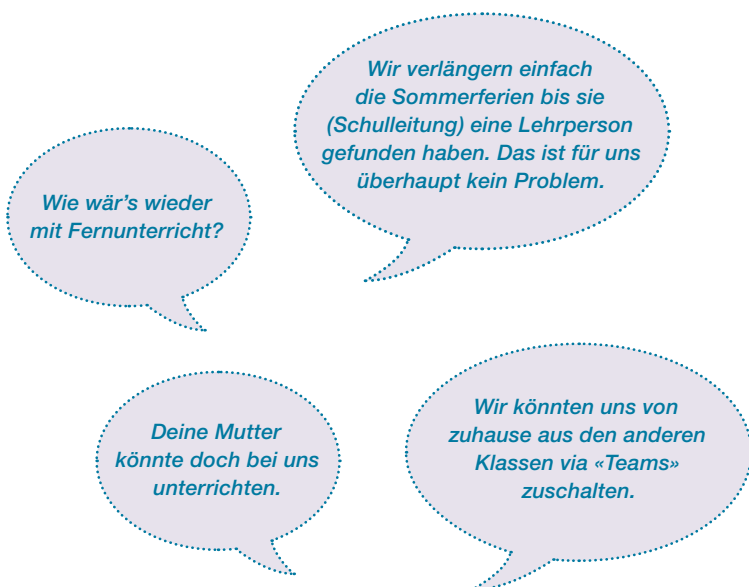 Wir verlängern einfach
die Sommerferien bis sie
(Schulleitung) eine Lehrperson
gefunden haben. Das ist für uns
überhaupt kein Problem.
Wie wär's wieder
mit Fernunterricht?
Deine Mutter
könnte doch bei uns
unterrichten.
Wir könnten uns von
zuhause aus den anderen
Klassen via «Teams»
zuschalten.